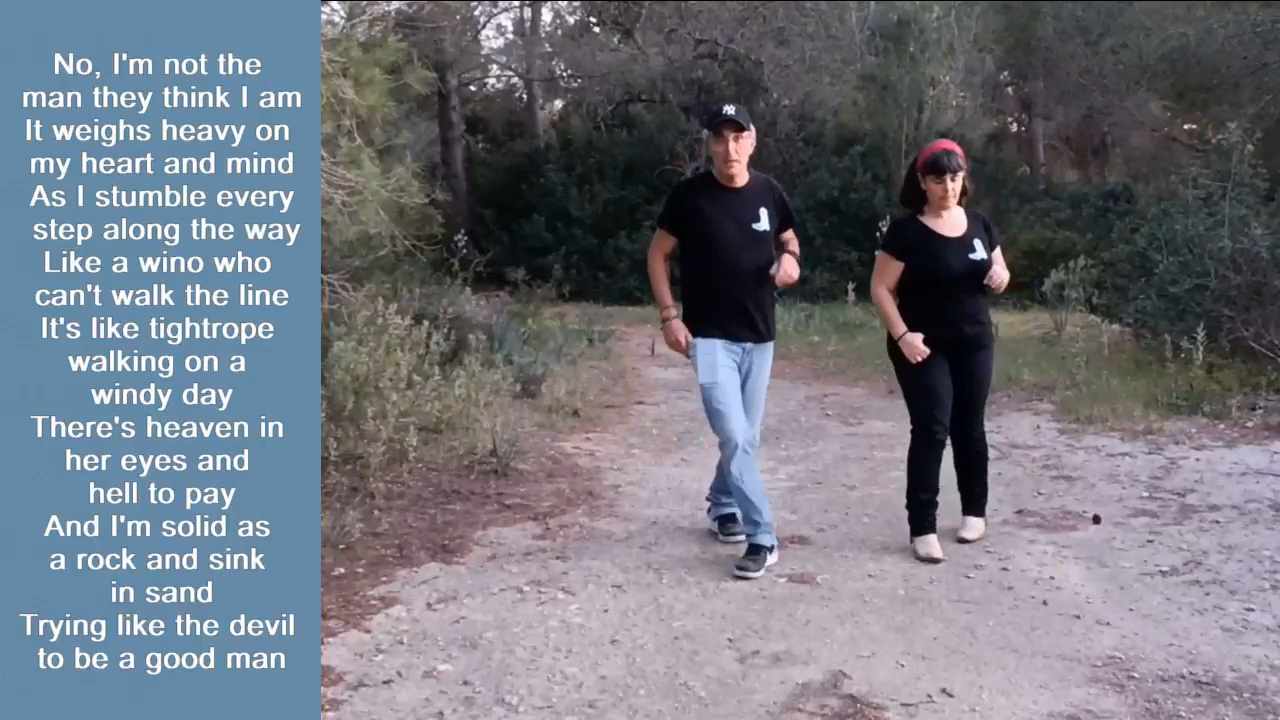 No, I'm not the
man they think I am
It weighs heavy on
my heart and mind
As I stumble every
step along the way
Like a wino who
can't walk the line
It's like tightrope
walking on a
windy day
There's heaven in
her eyes and
hell to pay
And I'm solid as
a rock and sink
in sand
Trying like the devil
to be a good man
NY